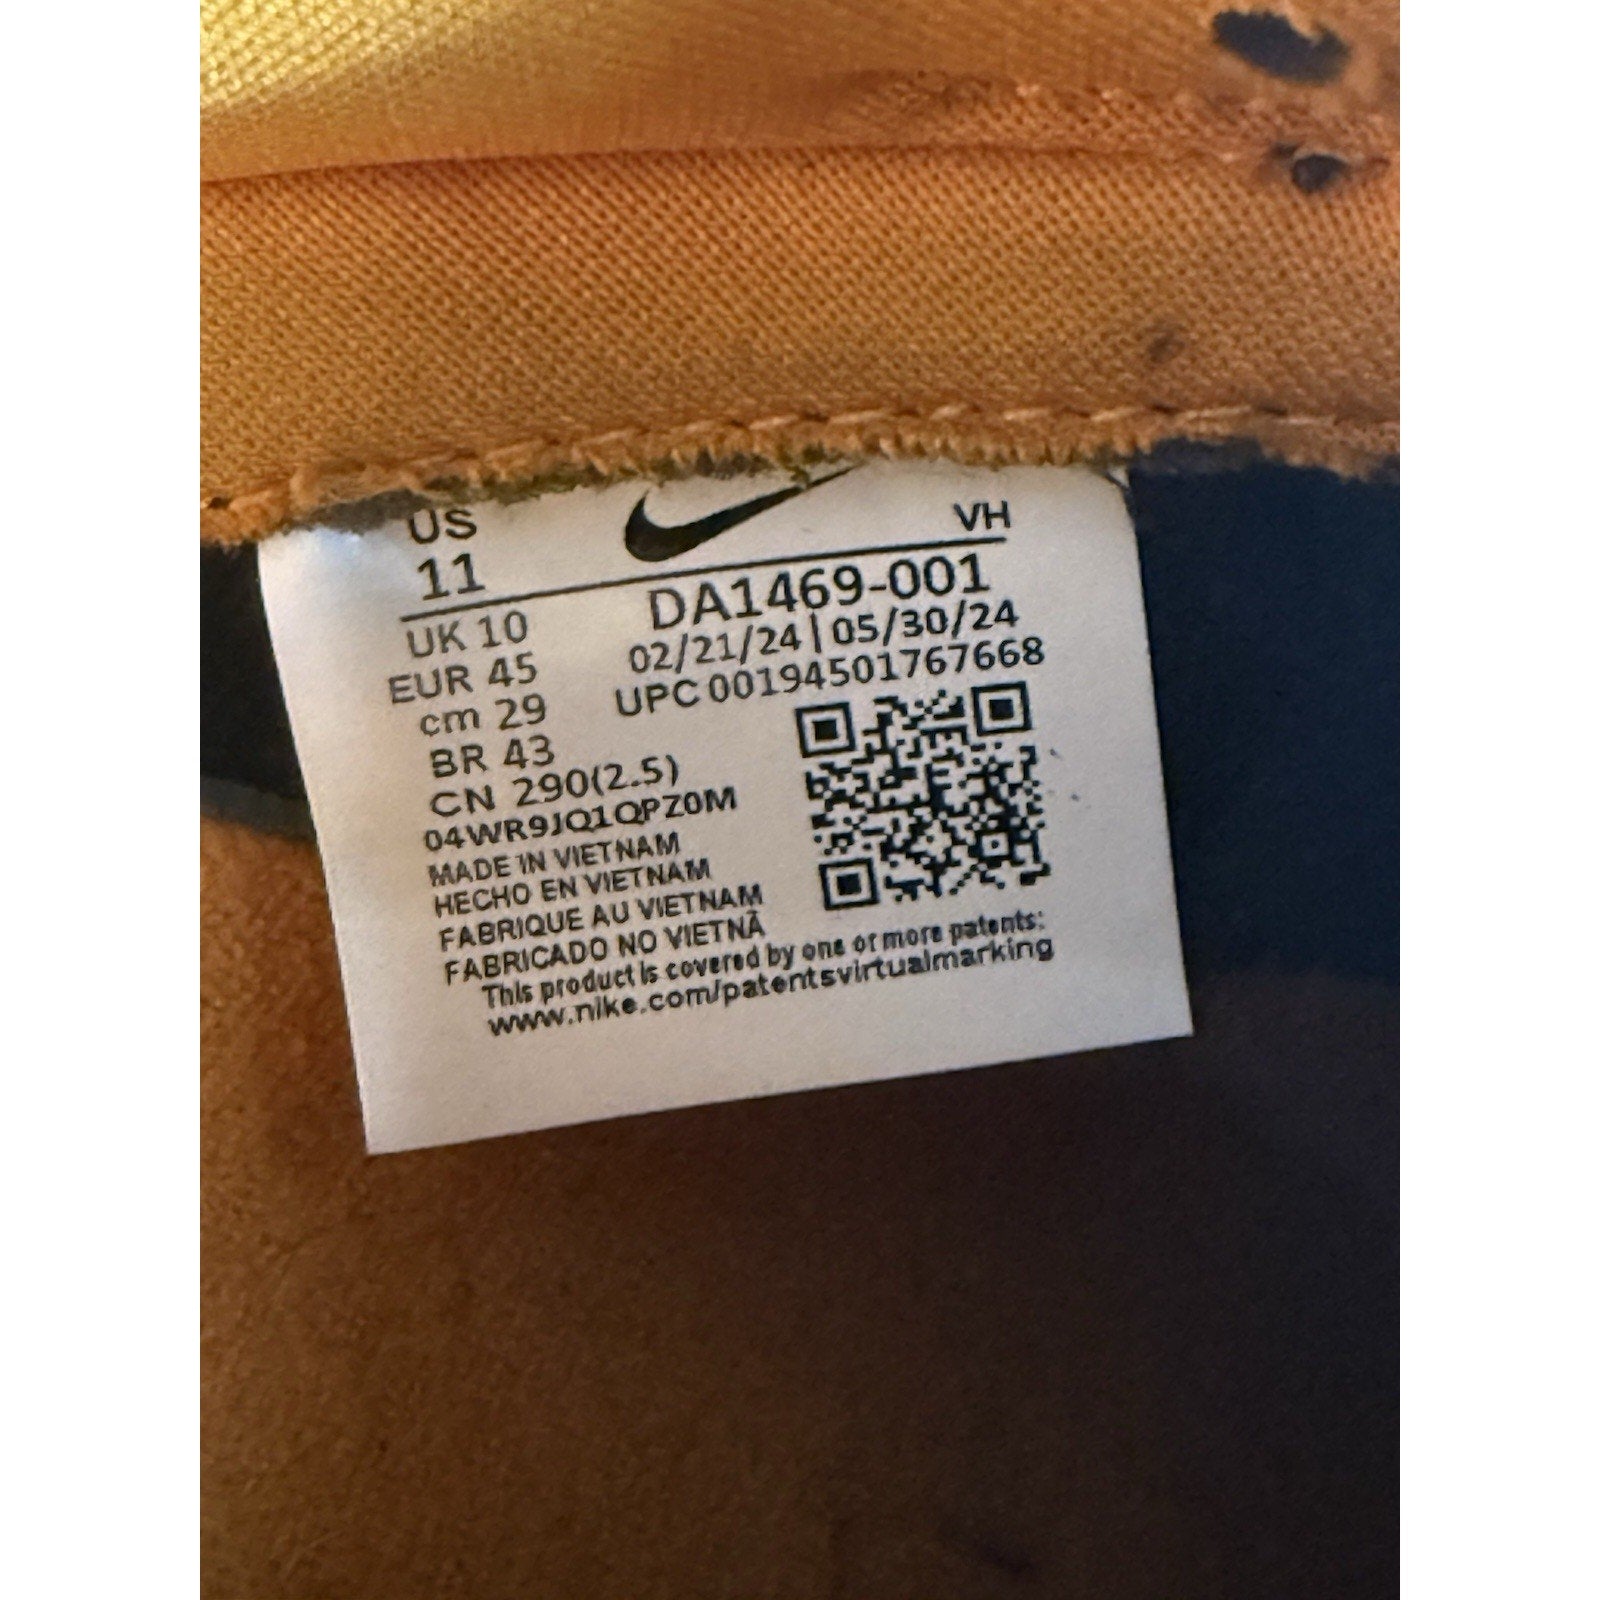 US
11
VH
UK 10
EUR 45
cm 29
BR 43
CN 290(2.5)
DA1469-001
02/21/24 | 05/30/24
UPC 00194501767668
04WR9JQ1QPZ0M
MADE IN VIETNAM
HECHO EN VIETNAM
FABRIQUE AU VIETNAM
FABRICADO NO VIETNÃ
This product is covered by one or more patents:
www.nike.com/patentsvirtualmarking